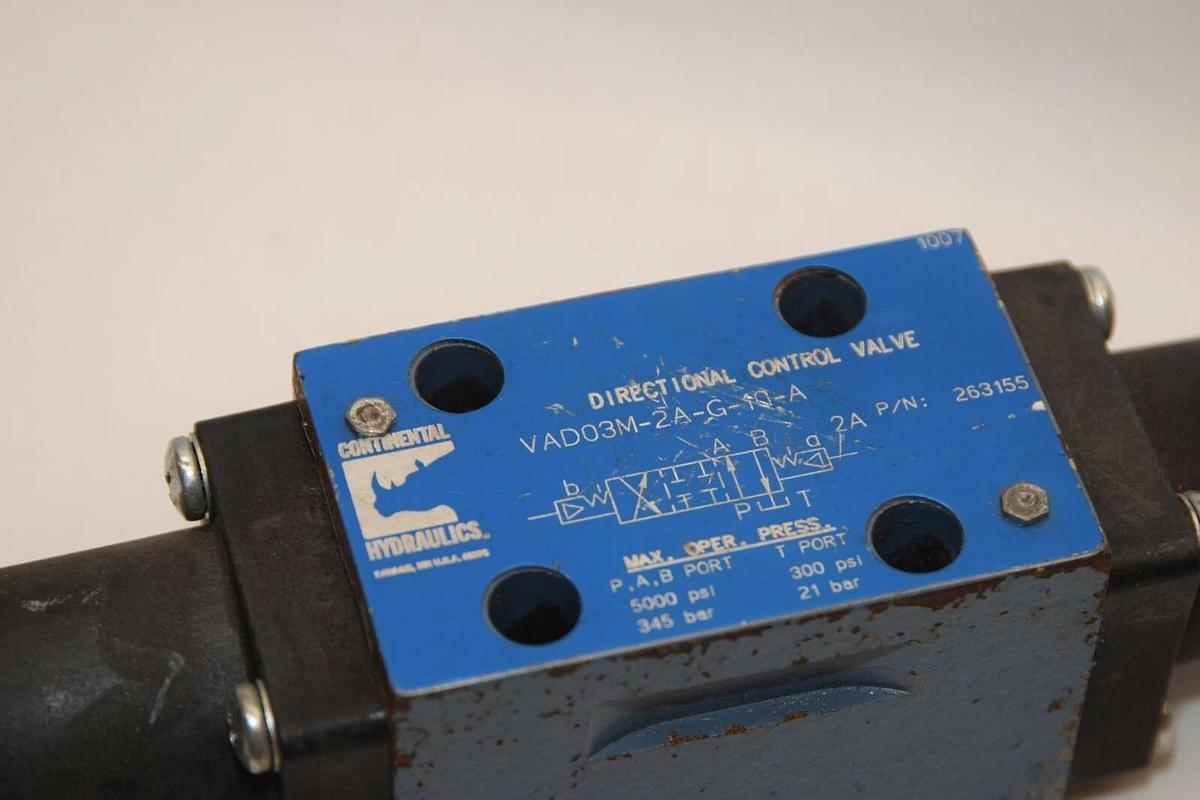 1007
DIRECTIONAL CONTROL VALVE
VAD03M-2A-G-10-A
2A P/N: 263155
CONTINENTAL
HYDRAULICS
A B
b
a
P T
MAX. OPER. PRESS.
P,A,B PORT T PORT
5000 psi 300 psi
345 bar 21 bar